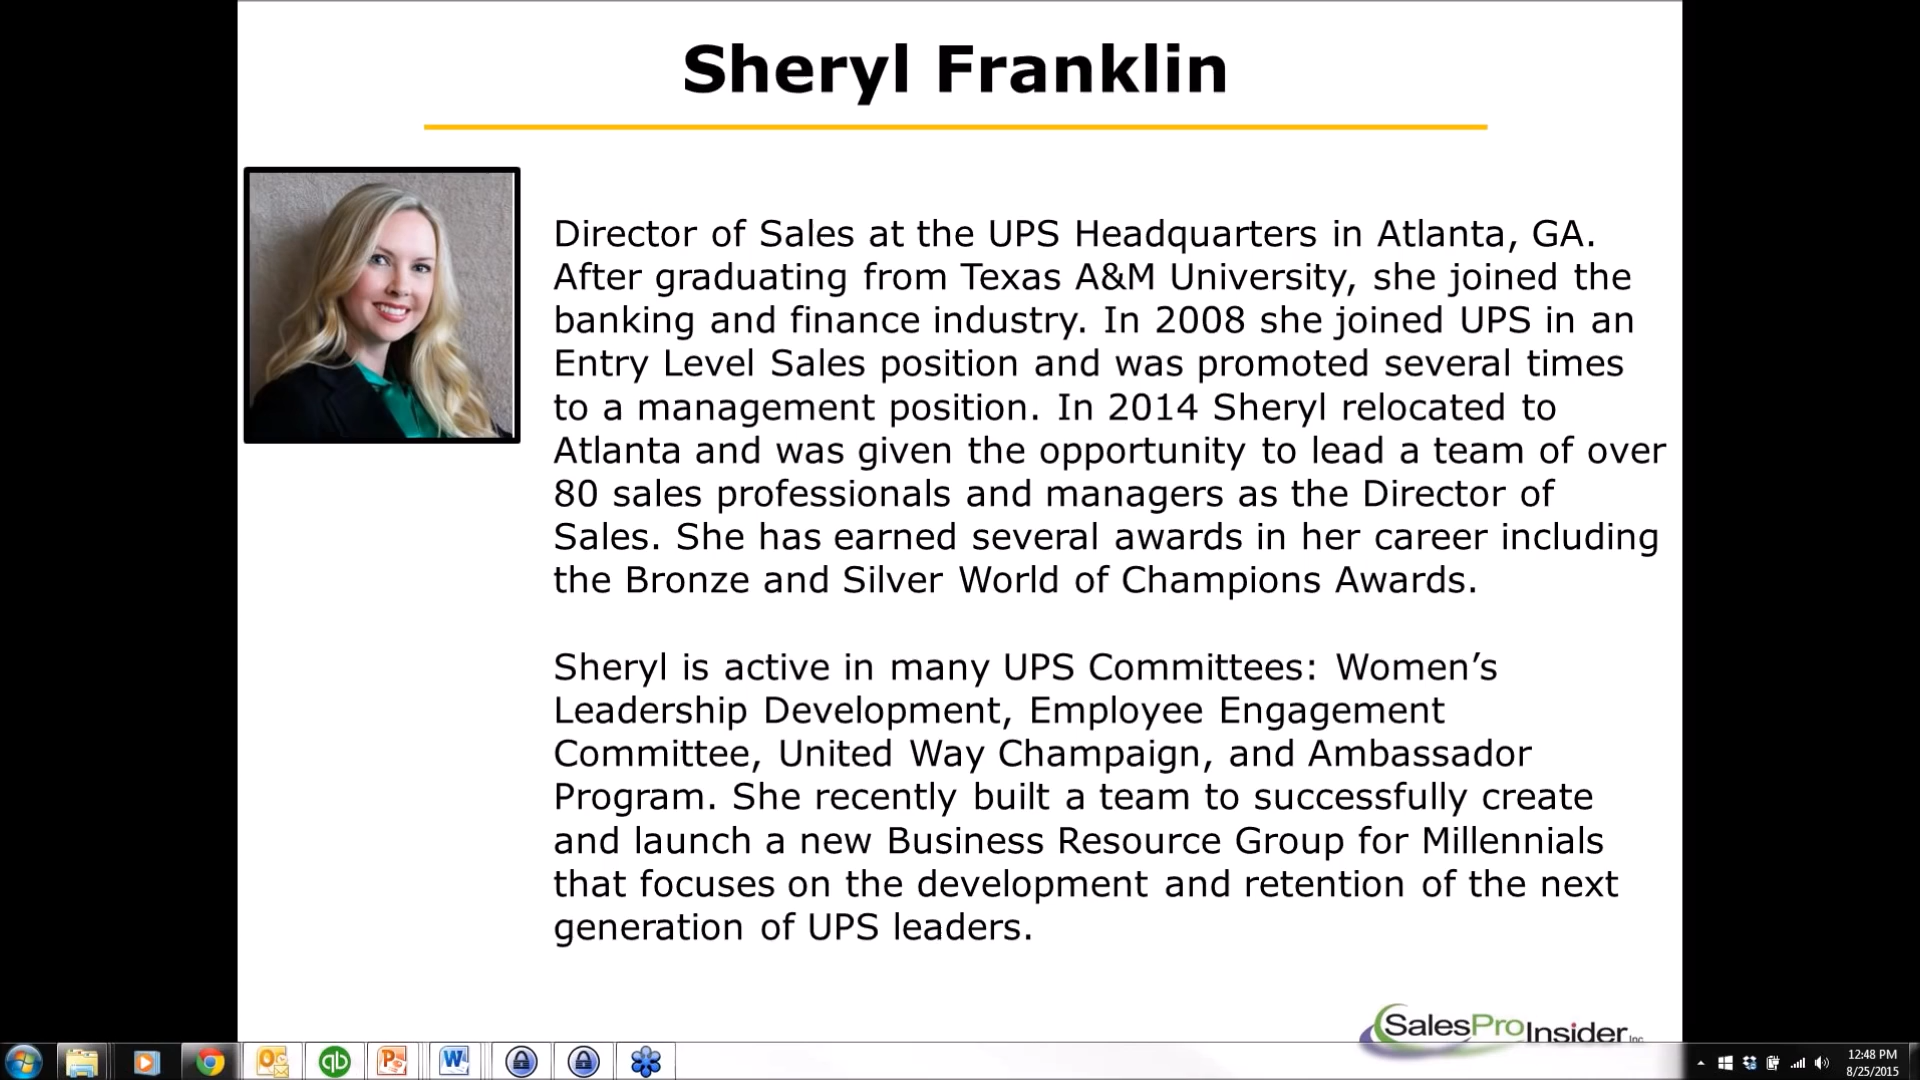 Sheryl Franklin
Director of Sales at the UPS Headquarters in Atlanta, GA.
After graduating from Texas A&M University, she joined the
banking and finance industry. In 2008 she joined UPS in an
Entry Level Sales position and was promoted several times
to a management position. In 2014 Sheryl relocated to
Atlanta and was given the opportunity to lead a team of over
80 sales professionals and managers as the Director of
Sales. She has earned several awards in her career including
the Bronze and Silver World of Champions Awards.
Sheryl is active in many UPS Committees: Women’s
Leadership Development, Employee Engagement
Committee, United Way Champaign, and Ambassador
Program. She recently built a team to successfully create
and launch a new Business Resource Group for Millennials
that focuses on the development and retention of the next
generation of UPS leaders.
SalesProInsider Inc
qb
12:48 PM
8/25/2015